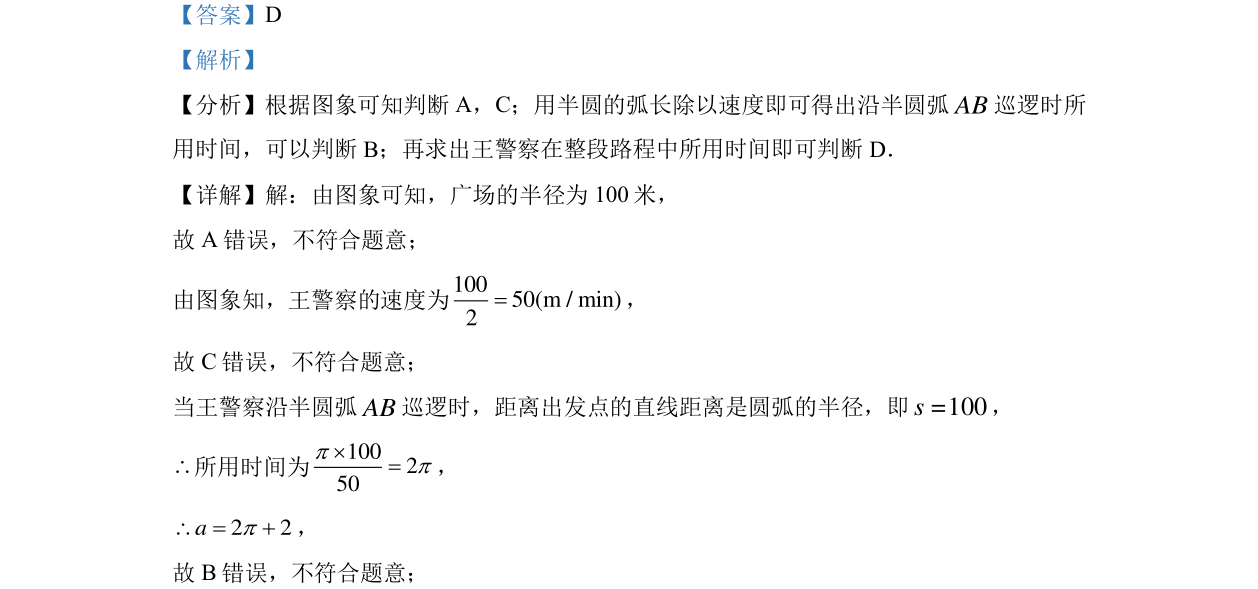 【答案】D
【解析】
【分析】根据图象可知判断 A，C；用半圆的弧长除以速度即可得出沿半圆弧 AB 巡逻时所
用时间，可以判断 B；再求出王警察在整段路程中所用时间即可判断 D．
【详解】解：由图象可知，广场的半径为 100 米，
故 A 错误，不符合题意；
由图象知，王警察的速度为 100/2 = 50(m / min)，
故 C 错误，不符合题意；
当王警察沿半圆弧 AB 巡逻时，距离出发点的直线距离是圆弧的半径，即 s =100，
∴所用时间为 π×100/50 = 2π，
∴a = 2π + 2，
故 B 错误，不符合题意；